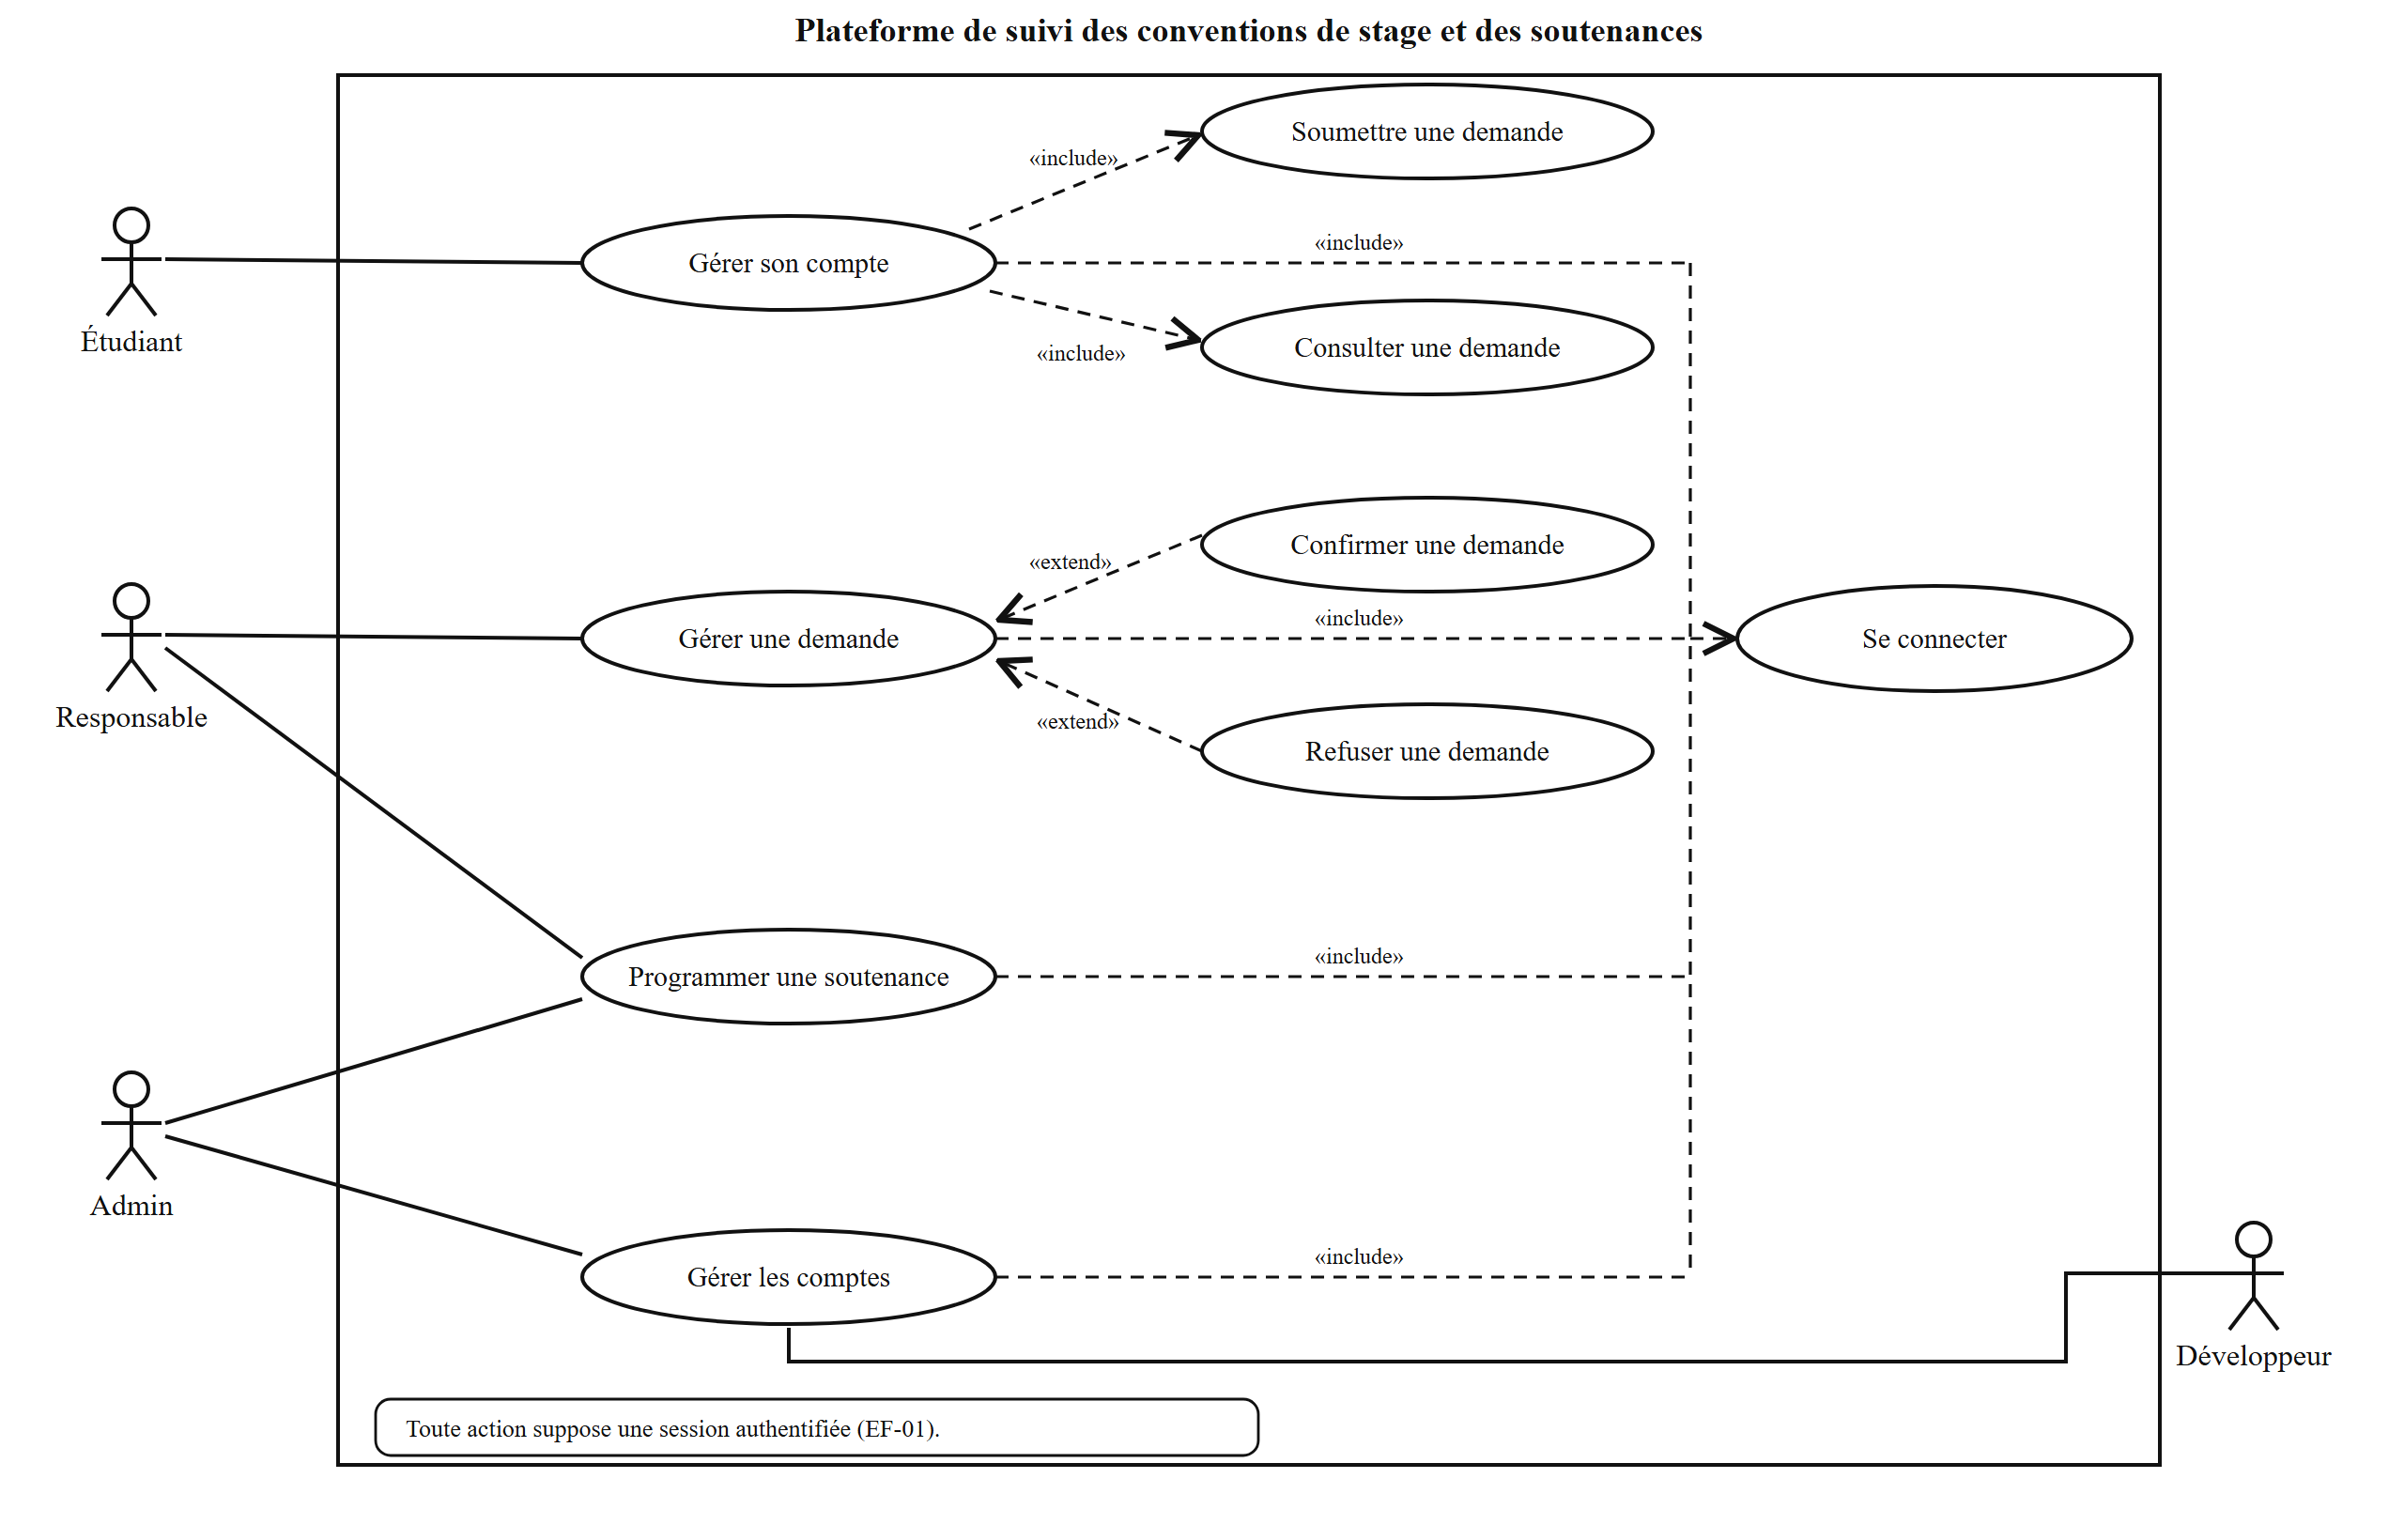 Plateforme de suivi des conventions de stage et des soutenances
Soumettre une demande
«include»
«include»
Gérer son compte
Étudiant
Consulter une demande
«include»
Confirmer une demande
«extend»
«include»
Gérer une demande
Se connecter
Responsable
«extend»
Refuser une demande
«include»
Programmer une soutenance
Admin
«include»
Gérer les comptes
Développeur
Toute action suppose une session authentifiée (EF-01).